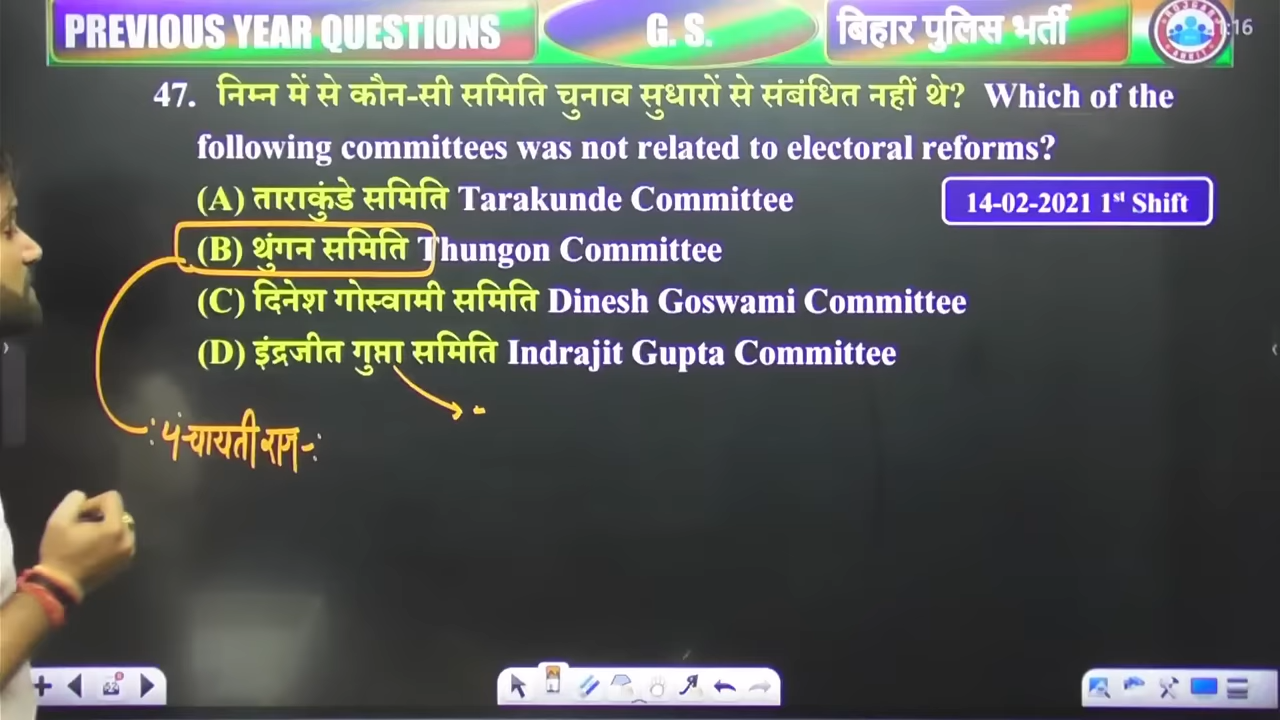 PREVIOUS YEAR QUESTIONS G. S. बिहार पुलिस भर्ती
47. निम्न में से कौन-सी समिति चुनाव सुधारों से संबंधित नहीं थे? Which of the
following committees was not related to electoral reforms?
(A) ताराकुंडे समिति Tarakunde Committee
14-02-2021 1st Shift
(B) थुंगन समिति Thungon Committee
(C) दिनेश गोस्वामी समिति Dinesh Goswami Committee
(D) इंद्रजीत गुप्ता समिति Indrajit Gupta Committee
पंचायती राज